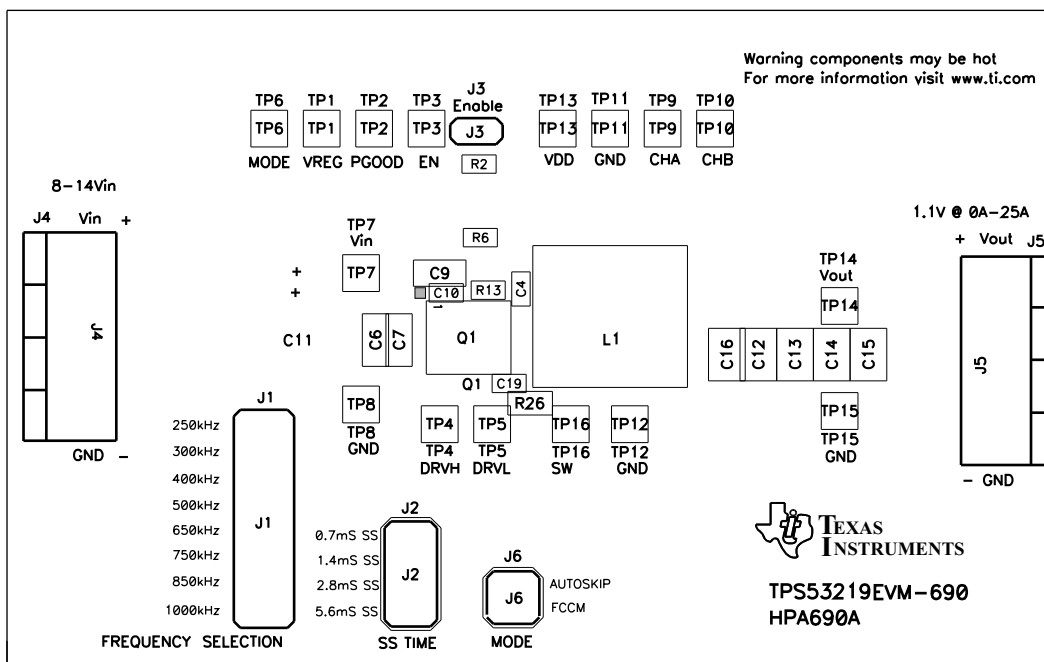 Warning components may be hot
For more information visit www.ti.com
J3
TP6 TP1 TP2 TP3 Enable TP13 TP11 TP9 TP10
TP6 TP1 TP2 TP3 J3 TP13 TP11 TP9 TP10
MODE VREG PGOOD EN R2 VDD GND CHA CHB
8-14Vin
J4 Vin +
1.1V @ 0A-25A
+ Vout J5
TP7
Vin
R6
TP14
Vout
+ TP7 C9
+ C10 R13 C4
1
TP14
J4
C11 C6 C7 Q1 L1 C16 C12 C13 C14 C15
J5
Q1 C19
R26
TP8 TP4 TP5 TP16 TP12 TP15
TP8
GND
TP4
DRVH
TP5
DRVL
TP16
SW
TP12
GND
TP15
GND
GND -
- GND
J1
250kHz
300kHz
400kHz
500kHz
650kHz
750kHz
850kHz
1000kHz
J1
FREQUENCY SELECTION
J2
0.7mS SS
1.4mS SS
2.8mS SS
5.6mS SS
J2
SS TIME
J6
AUTOSKIP
J6
FCCM
MODE
ti
TEXAS
INSTRUMENTS
TPS53219EVM-690
HPA690A